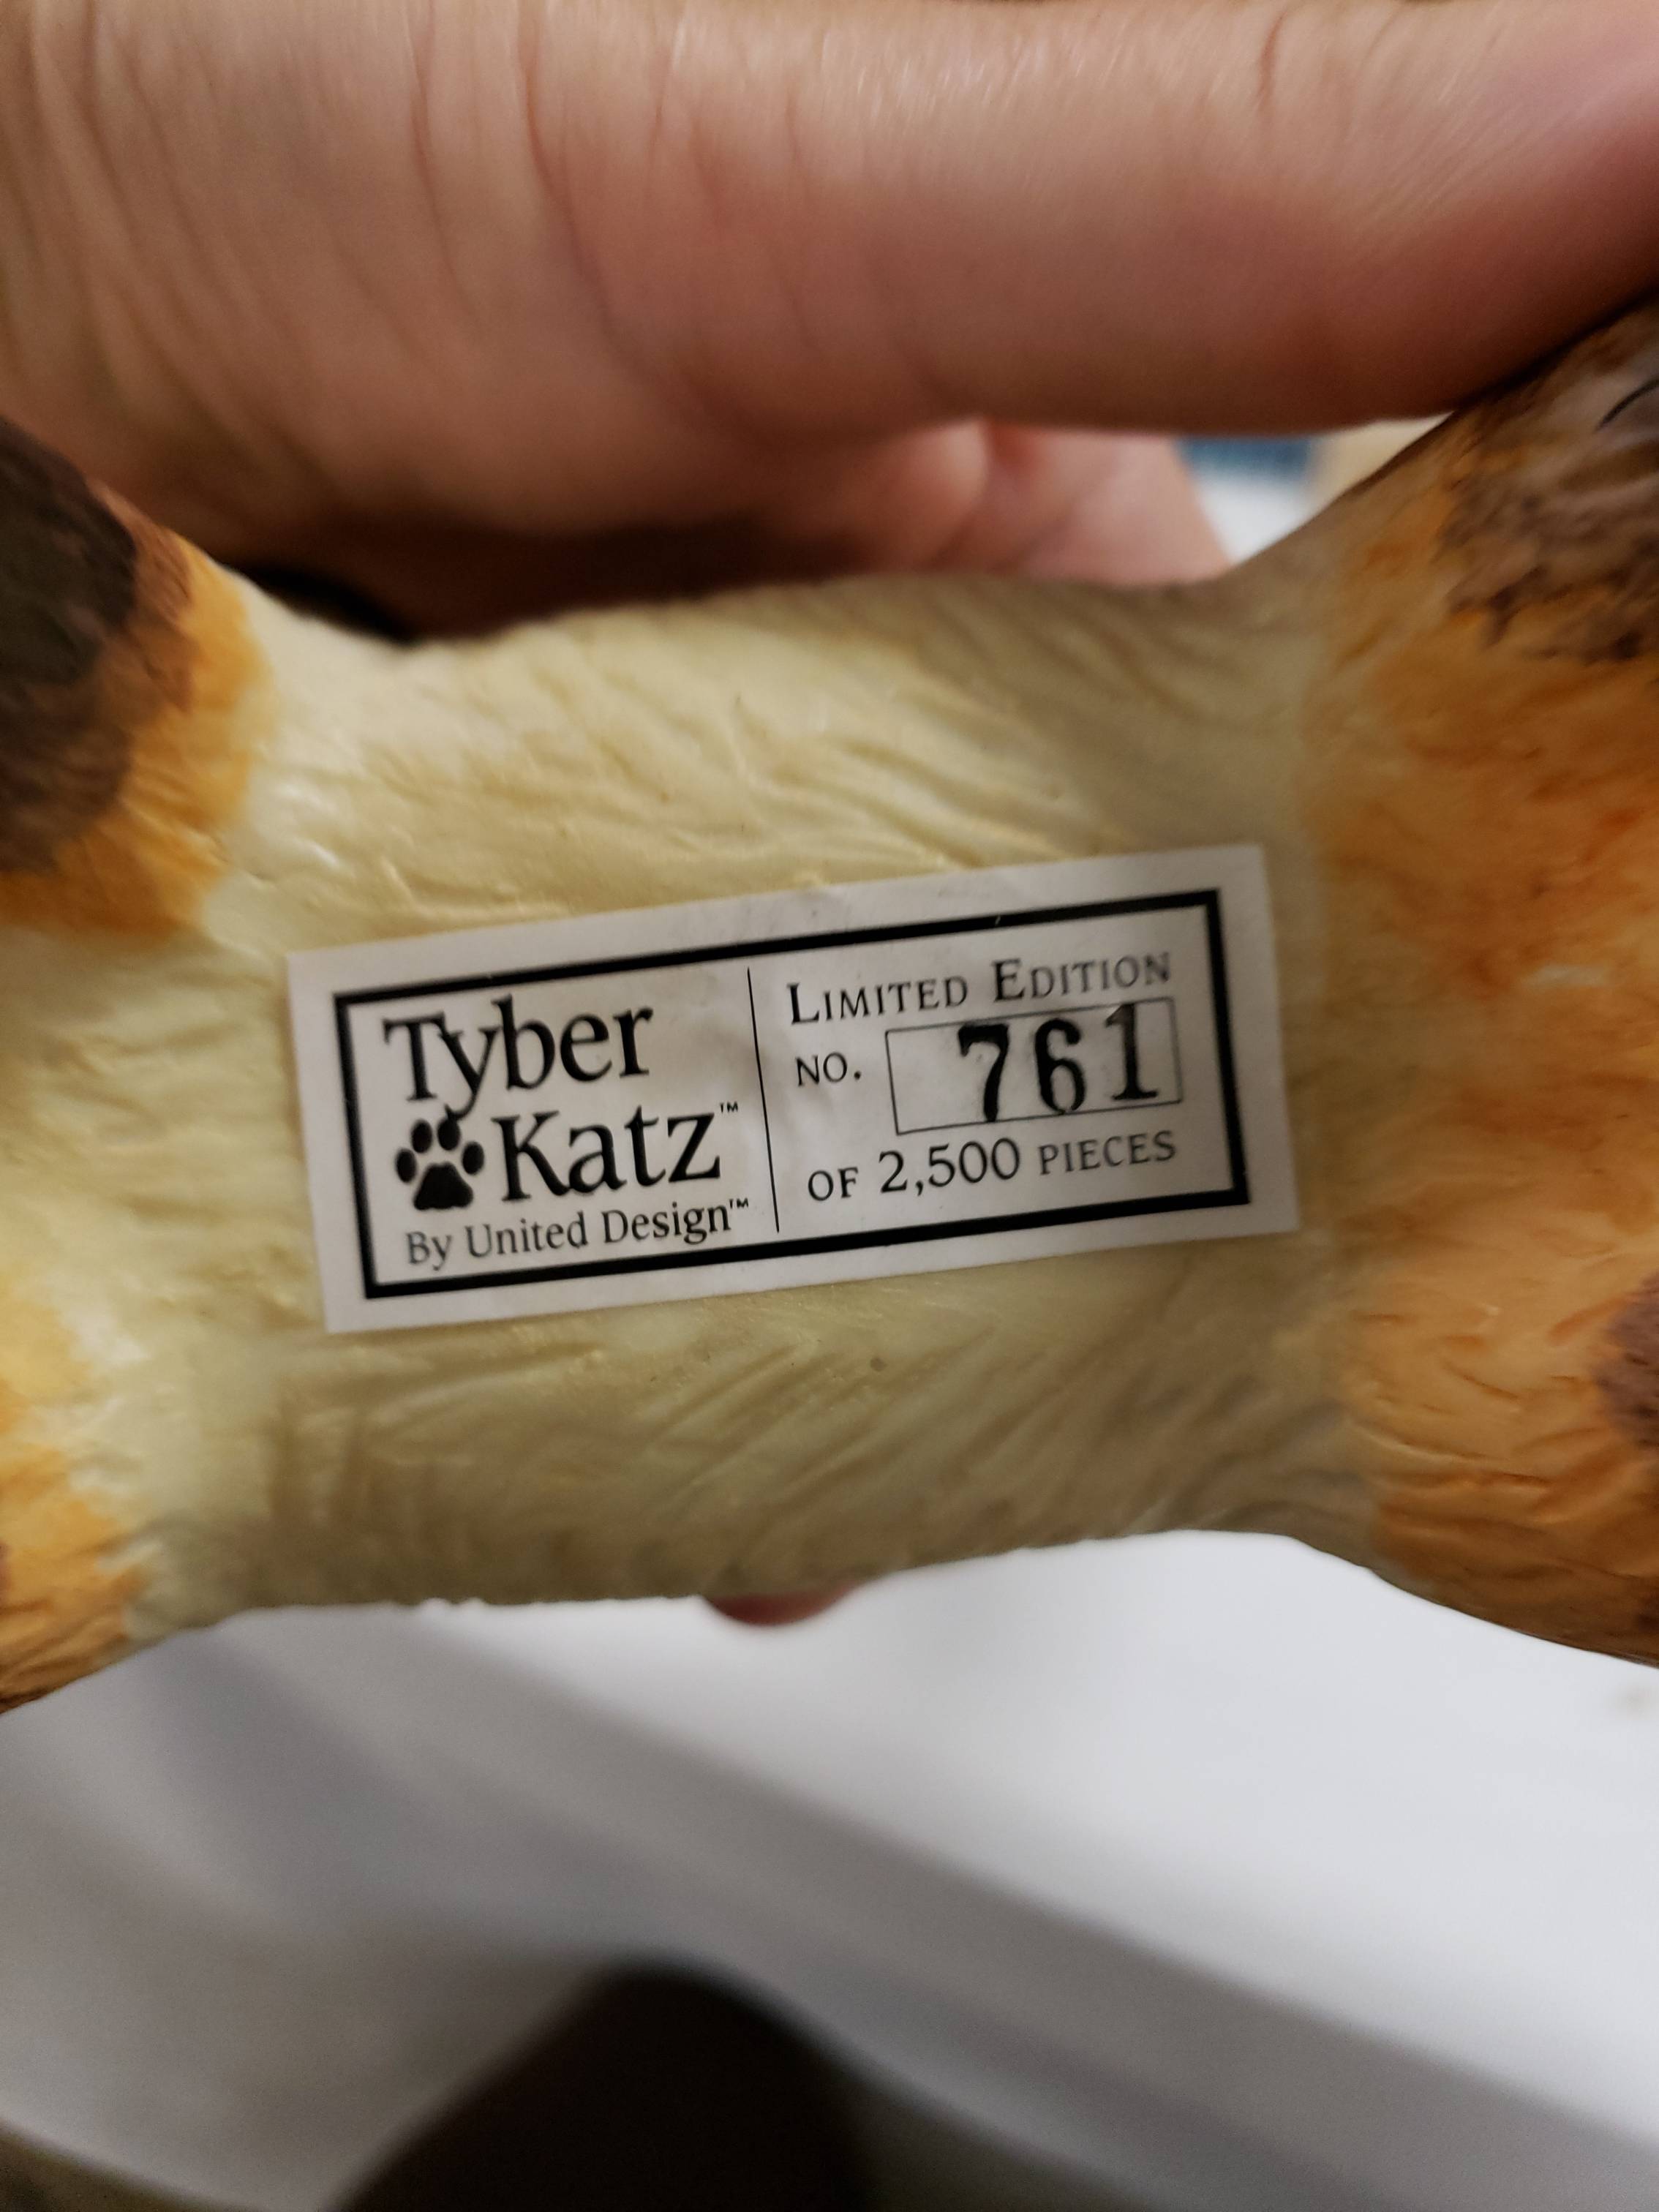 Tyber
Katz™
By United Design™
LIMITED EDITION
NO. 761
OF 2,500 PIECES